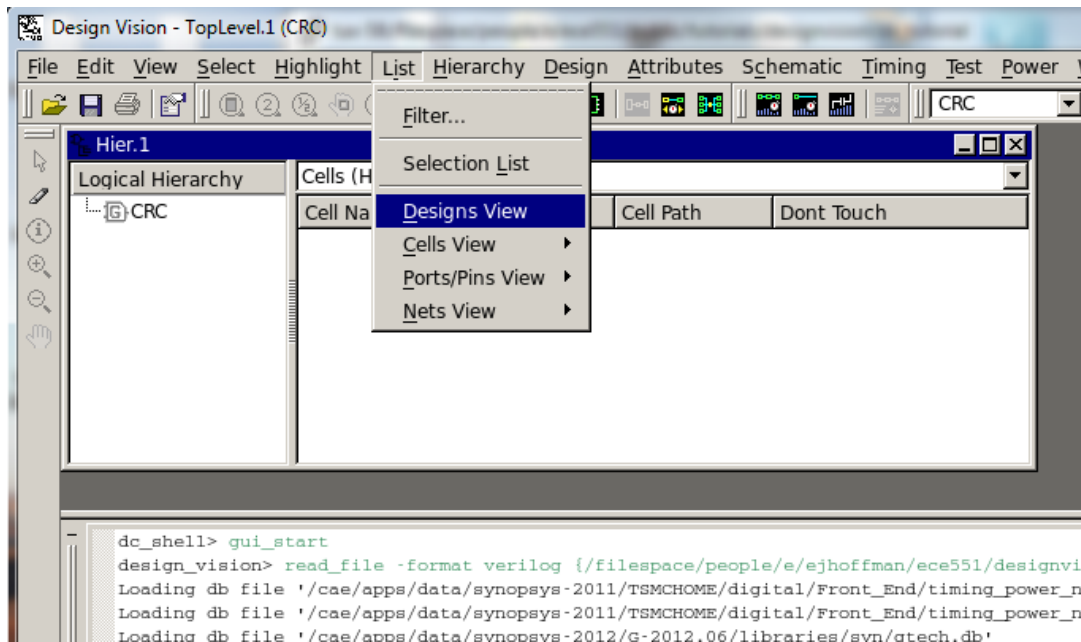 Design Vision - TopLevel.1 (CRC)
File Edit View Select Highlight List Hierarchy Design Attributes Schematic Timing Test Power
CRC
Hier.1
Filter...
Logical Hierarchy
Cells (H
Selection List
CRC
Cell Na
Designs View
Cell Path
Dont Touch
Cells View
Ports/Pins View
Nets View
dc_shell> gui_start
design_vision> read_file -format verilog {/filespace/people/e/ejhoffman/ece551/designvi
Loading db file '/cae/apps/data/synopsys-2011/TSMCHOME/digital/Front_End/timing_power_n
Loading db file '/cae/apps/data/synopsys-2011/TSMCHOME/digital/Front_End/timing_power_n
Loading db file '/cae/apps/data/synopsys-2012/G-2012.06/libraries/syn/gtech.db'